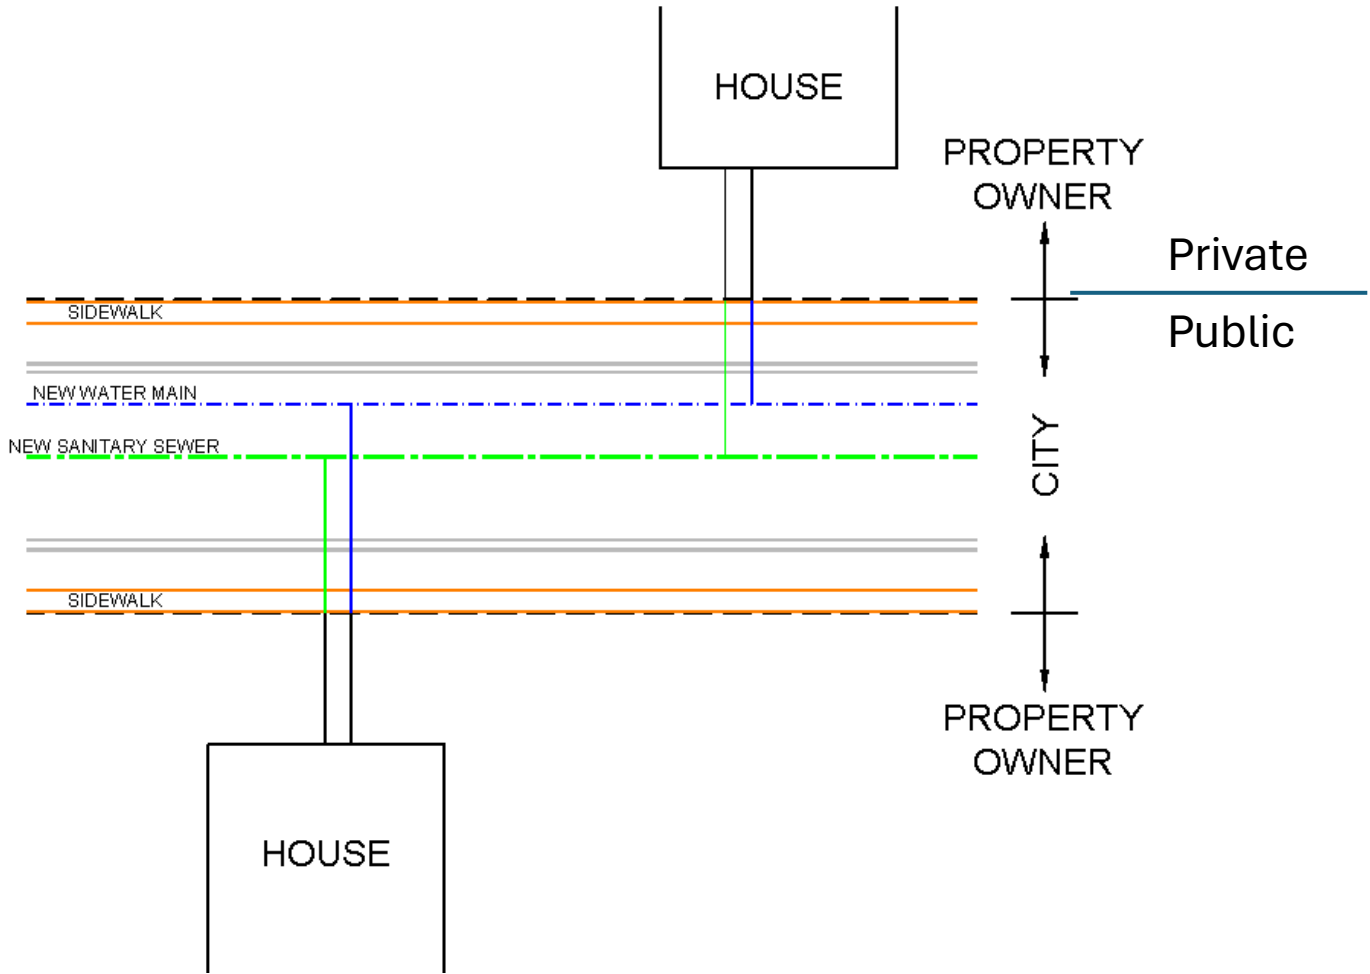 HOUSE
PROPERTY
OWNER
Private
Public
SIDEWALK
NEW WATER MAIN
NEW SANITARY SEWER
CITY
SIDEWALK
PROPERTY
OWNER
HOUSE